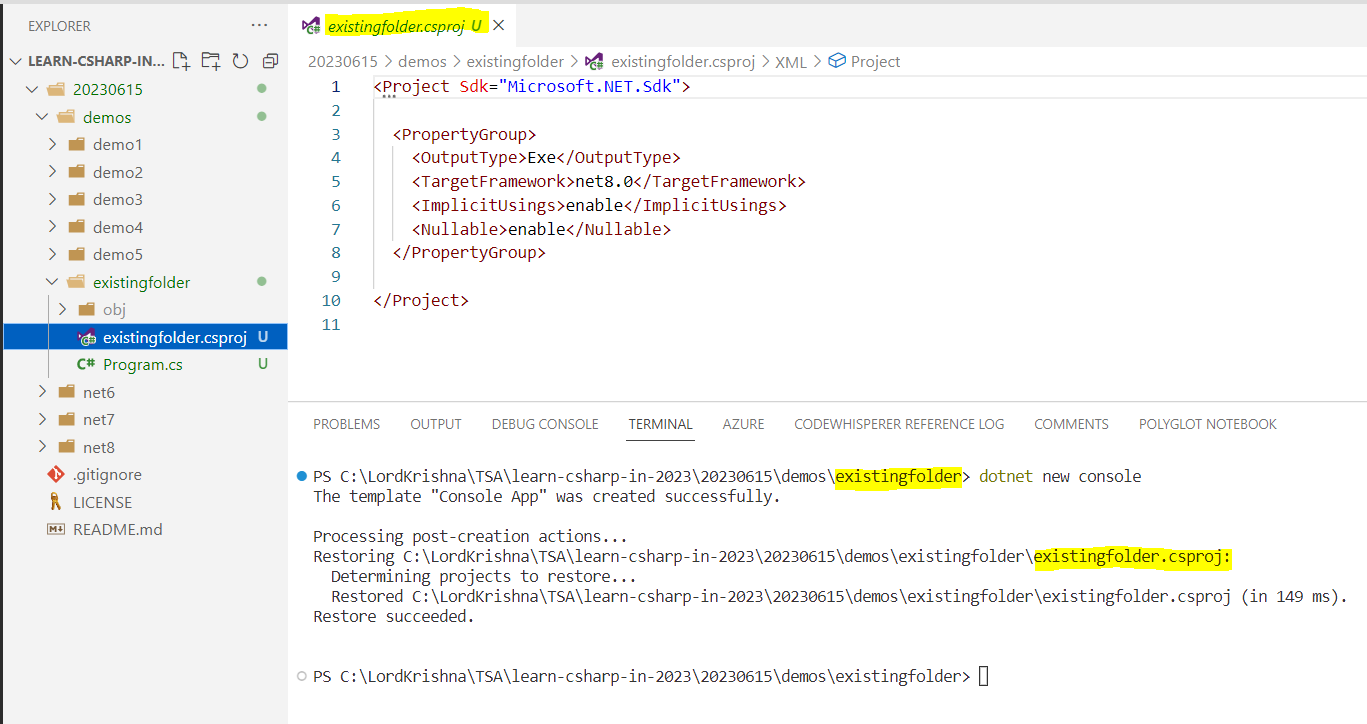 EXPLORER
LEARN-CSHARP-IN...
20230615
demos
demo1
demo2
demo3
demo4
demo5
existingfolder
obj
existingfolder.csproj U
C# Program.cs U
net6
net7
net8
.gitignore
LICENSE
README.md
existingfolder.csproj U
20230615 > demos > existingfolder > existingfolder.csproj > XML > Project
1 <Project Sdk="Microsoft.NET.Sdk">
2
3 <PropertyGroup>
4 <OutputType>Exe</OutputType>
5 <TargetFramework>net8.0</TargetFramework>
6 <ImplicitUsings>enable</ImplicitUsings>
7 <Nullable>enable</Nullable>
8 </PropertyGroup>
9
10 </Project>
11
PROBLEMS OUTPUT DEBUG CONSOLE TERMINAL AZURE CODEWHISPERER REFERENCE LOG COMMENTS POLYGLOT NOTEBOOK
PS C:\LordKrishna\TSA\learn-csharp-in-2023\20230615\demos\existingfolder> dotnet new console
The template "Console App" was created successfully.
Processing post-creation actions...
Restoring C:\LordKrishna\TSA\learn-csharp-in-2023\20230615\demos\existingfolder\existingfolder.csproj:
Determining projects to restore...
Restored C:\LordKrishna\TSA\learn-csharp-in-2023\20230615\demos\existingfolder\existingfolder.csproj (in 149 ms).
Restore succeeded.
PS C:\LordKrishna\TSA\learn-csharp-in-2023\20230615\demos\existingfolder>